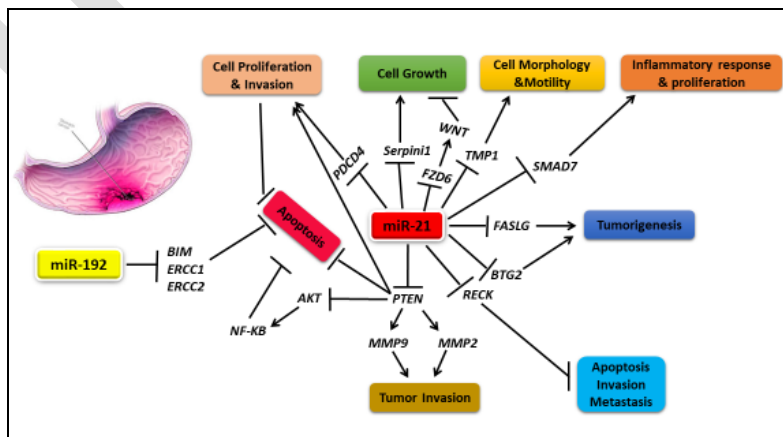 Cell Proliferation
& Invasion
Cell Growth
Cell Morphology
&Motility
Inflammatory response
& proliferation
PDCD4
Serpini1
WNT
FZD6
TMP1
SMAD7
Apoptosis
miR-21
FASLG
Tumorigenesis
miR-192
BIM
ERCC1
ERCC2
BTG2
RECK
NF-KB
AKT
PTEN
MMP9
MMP2
Apoptosis
Invasion
Metastasis
Tumor Invasion